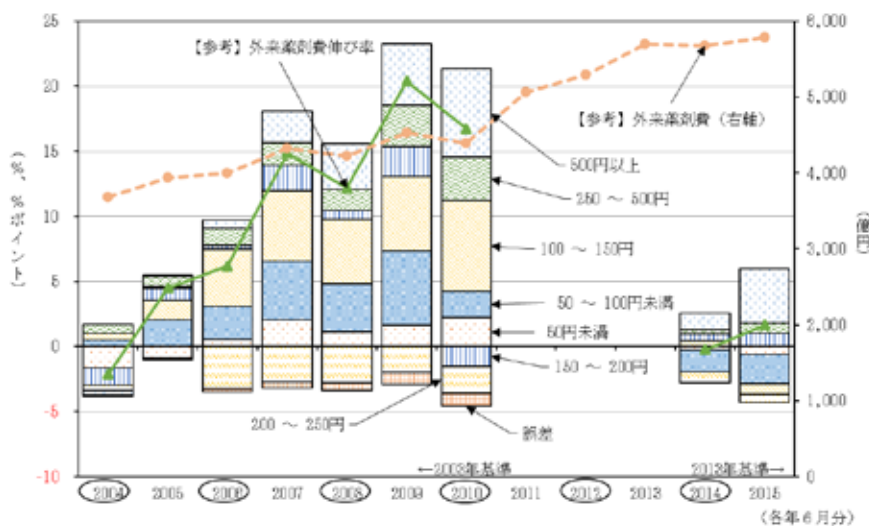 25
20
15
10
5
0
-5
-10
(%、%ポイント)
6,000
5,000
4,000
3,000
2,000
1,000
0
(億円)
【参考】外来薬剤費伸び率
【参考】外来薬剤費(右軸)
500円以上
250 ~ 500円
100 ~ 150円
50 ~ 100円未満
50円未満
150 ~ 200円
200 ~ 250円
誤差
←2003年基準
2013年基準→
2004 2005 2006 2007 2008 2009 2010 2011 2012 2013 2014 2015
(各年6月分)